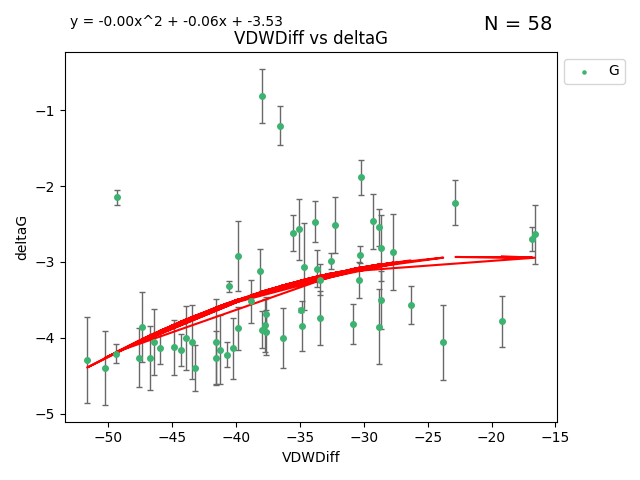 y = -0.00x^2 + -0.06x + -3.53
N = 58
VDWDiff vs deltaG
G
−1
−2
−3
−4
−5
deltaG
−50 −45 −40 −35 −30 −25 −20 −15
VDWDiff